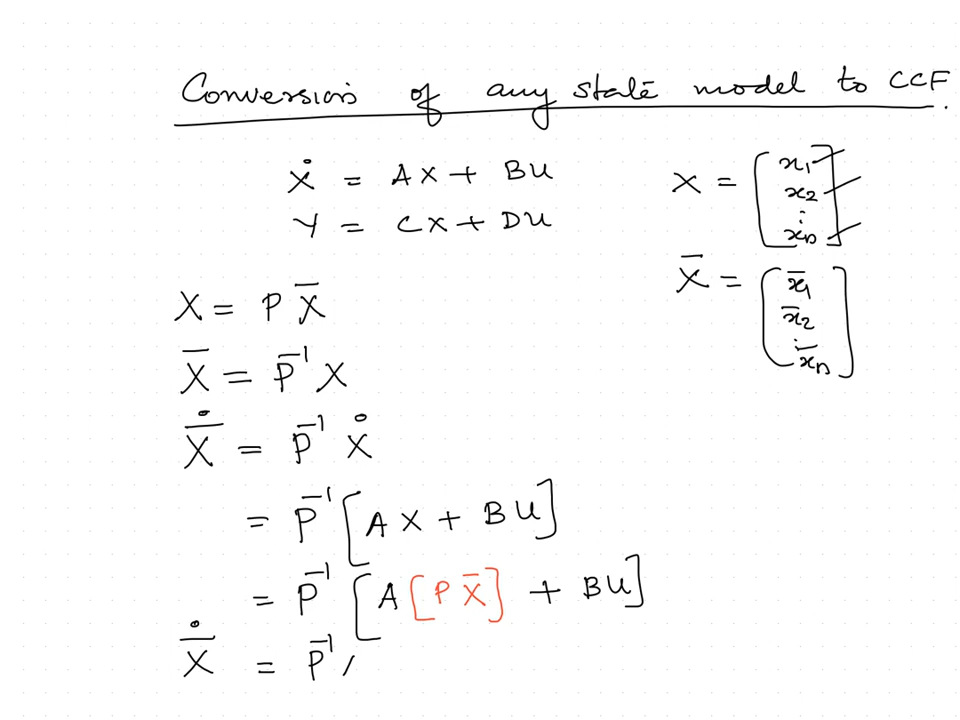 Conversion of any state model to CCF.
Ẋ = AX + BU
Y = CX + DU
X = [x₁ x₂ ⋮ xₙ]
X̄ = [x̄₁ x̄₂ ⋮ x̄ₙ]
X = P X̄
X̄ = P⁻¹ X
X̄̇ = P⁻¹ Ẋ
= P⁻¹ [AX + BU]
= P⁻¹ [A[P X̄] + BU]
X̄̇ = P⁻¹